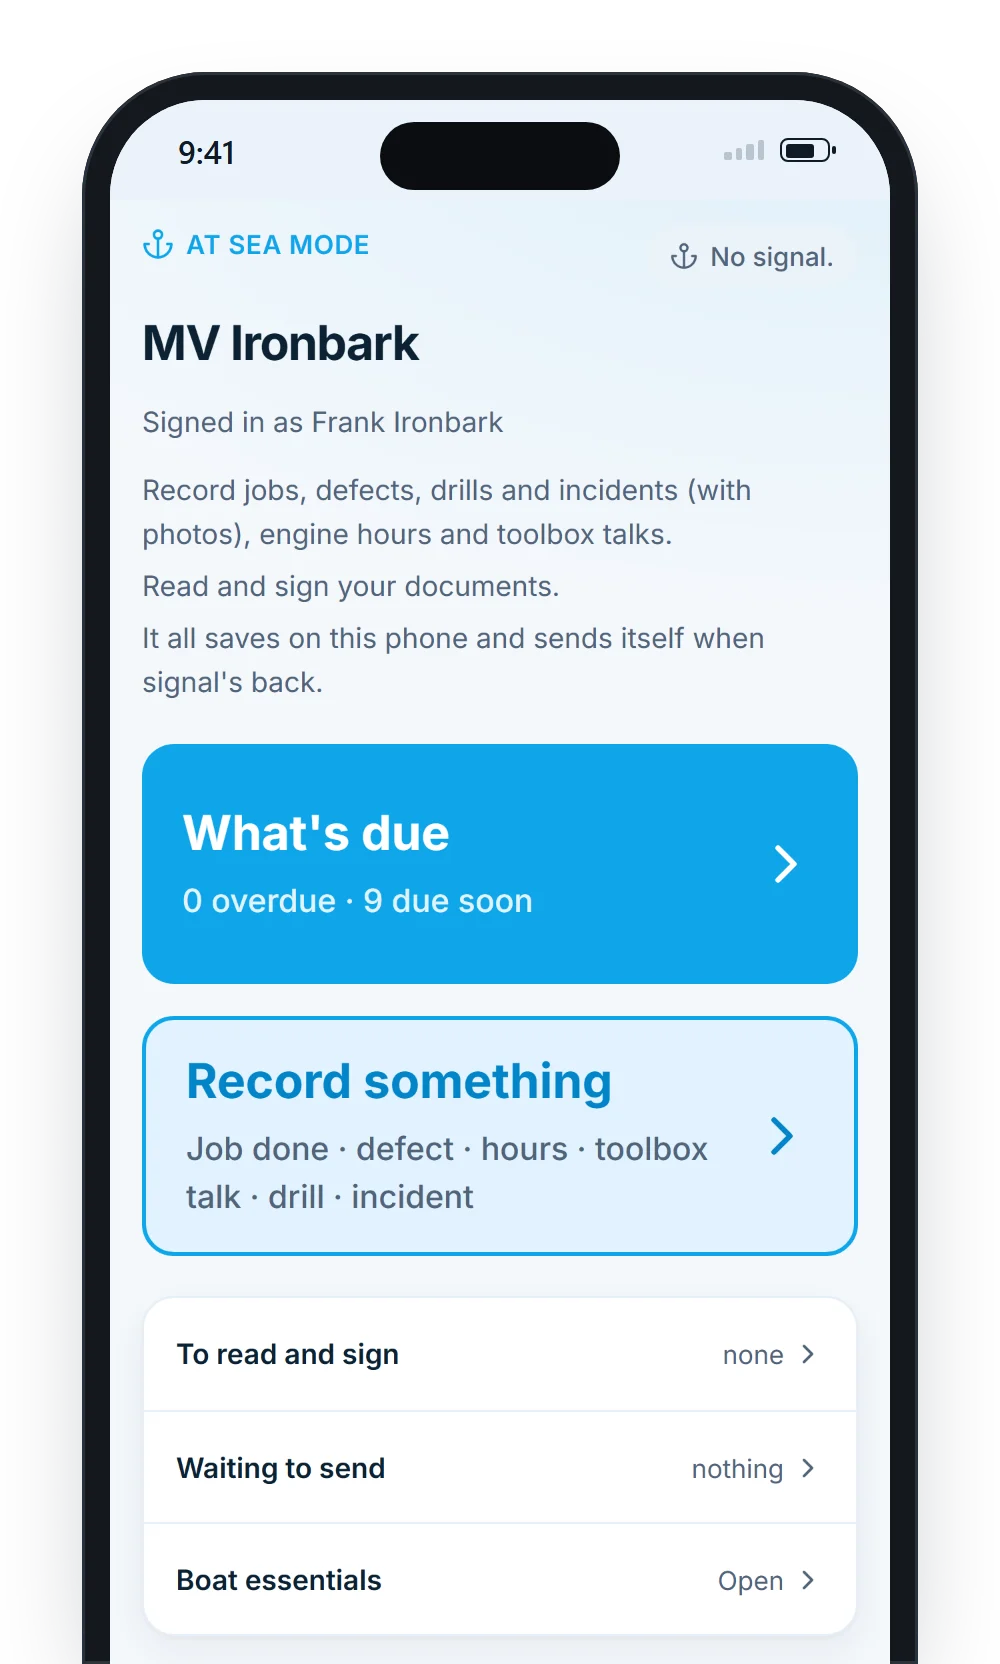 9:41
AT SEA MODE
No signal.
MV Ironbark
Signed in as Frank Ironbark
Record jobs, defects, drills and incidents (with
photos), engine hours and toolbox talks.
Read and sign your documents.
It all saves on this phone and sends itself when
signal's back.
What's due
0 overdue · 9 due soon
Record something
Job done · defect · hours · toolbox
talk · drill · incident
To read and sign
none
Waiting to send
nothing
Boat essentials
Open